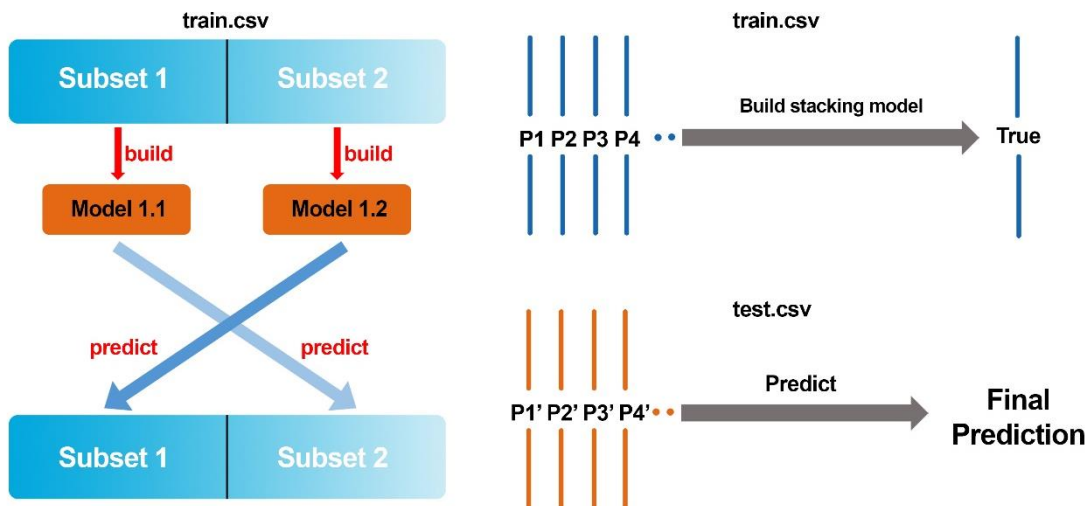 train.csv
Subset 1 Subset 2
build build
Model 1.1 Model 1.2
predict predict
Subset 1 Subset 2
train.csv
Build stacking model
P1 P2 P3 P4 •• True
test.csv
Predict
P1’ P2’ P3’ P4’ ••
Final
Prediction